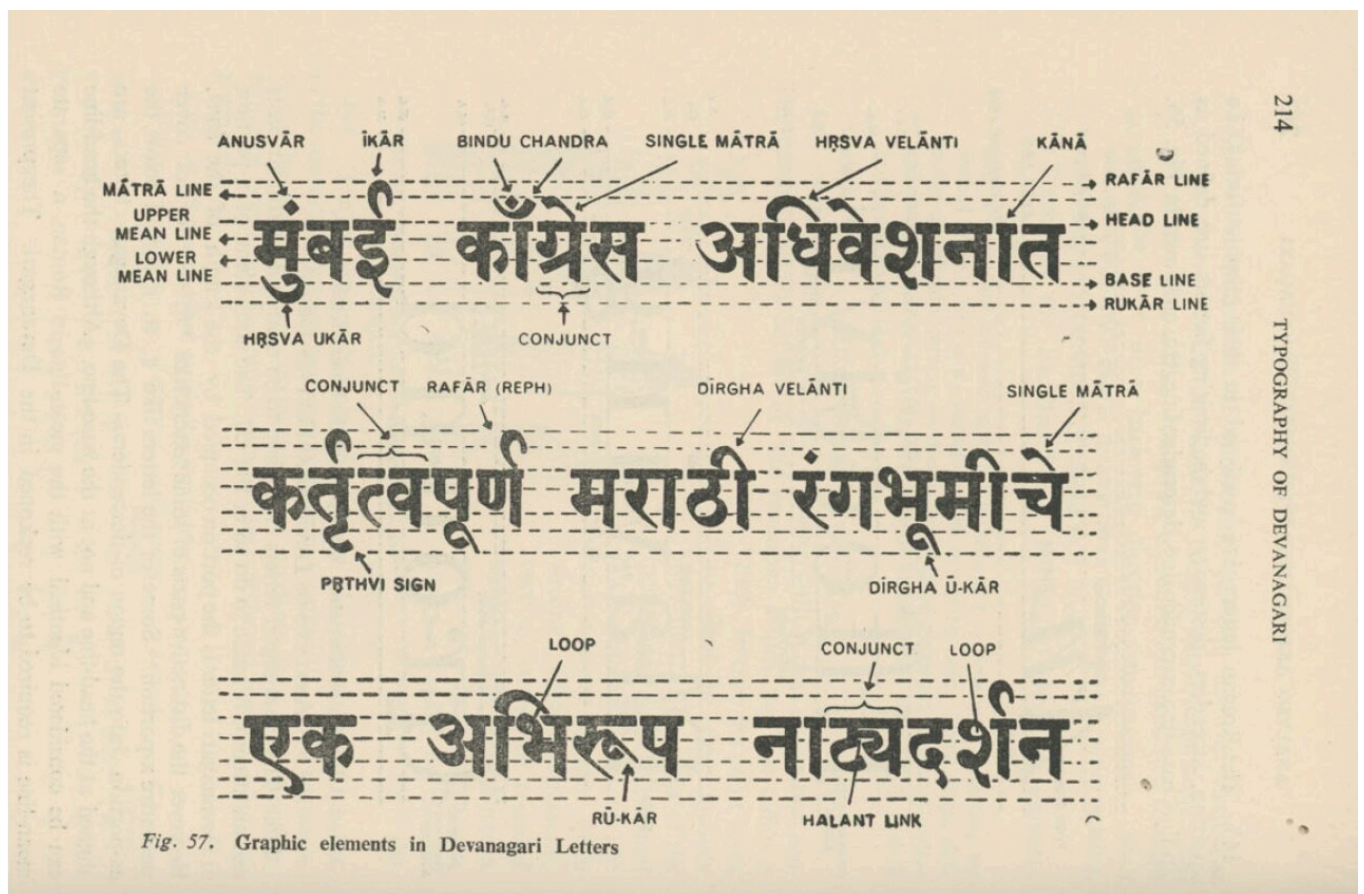 214
TYPOGRAPHY OF DEVANAGARI
ANUSVĀR ĪKĀR BINDU CHANDRA SINGLE MĀTRĀ HṚSVA VELĀNTI KĀNĀ
MĀTRĀ LINE
RAFĀR LINE
UPPER
MEAN LINE
HEAD LINE
LOWER
MEAN LINE
BASE LINE
RUKĀR LINE
मुंबई काँग्रेस अधिवेशनात
HṚSVA UKĀR CONJUNCT
CONJUNCT RAFĀR (REPH) DĪRGHA VELĀNTI SINGLE MĀTRĀ
कर्तृत्वपूर्ण मराठी रंगभूमीचे
PṚTHVI SIGN DĪRGHA Ū-KĀR
LOOP CONJUNCT LOOP
एक अभिरूप नाट्यदर्शन
RŪ-KĀR HALANT LINK
Fig. 57. Graphic elements in Devanagari Letters